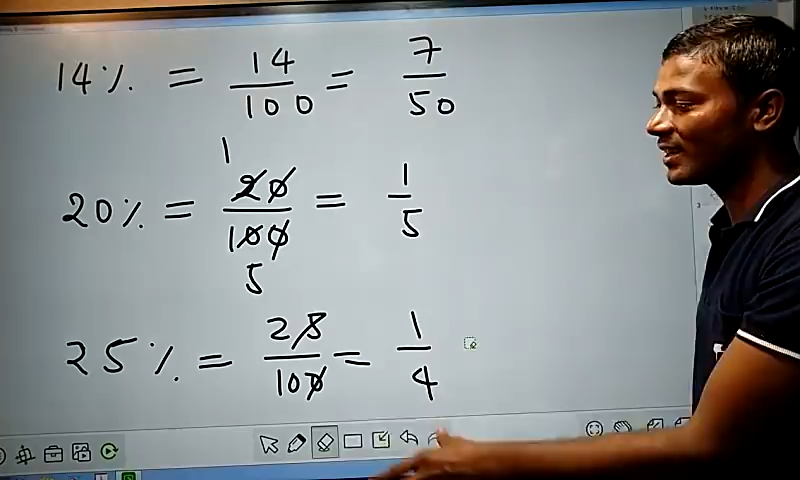 14% = 14/100 = 7/50
1
20% = 20/100 = 1/5
5
25% = 25/100 = 1/4